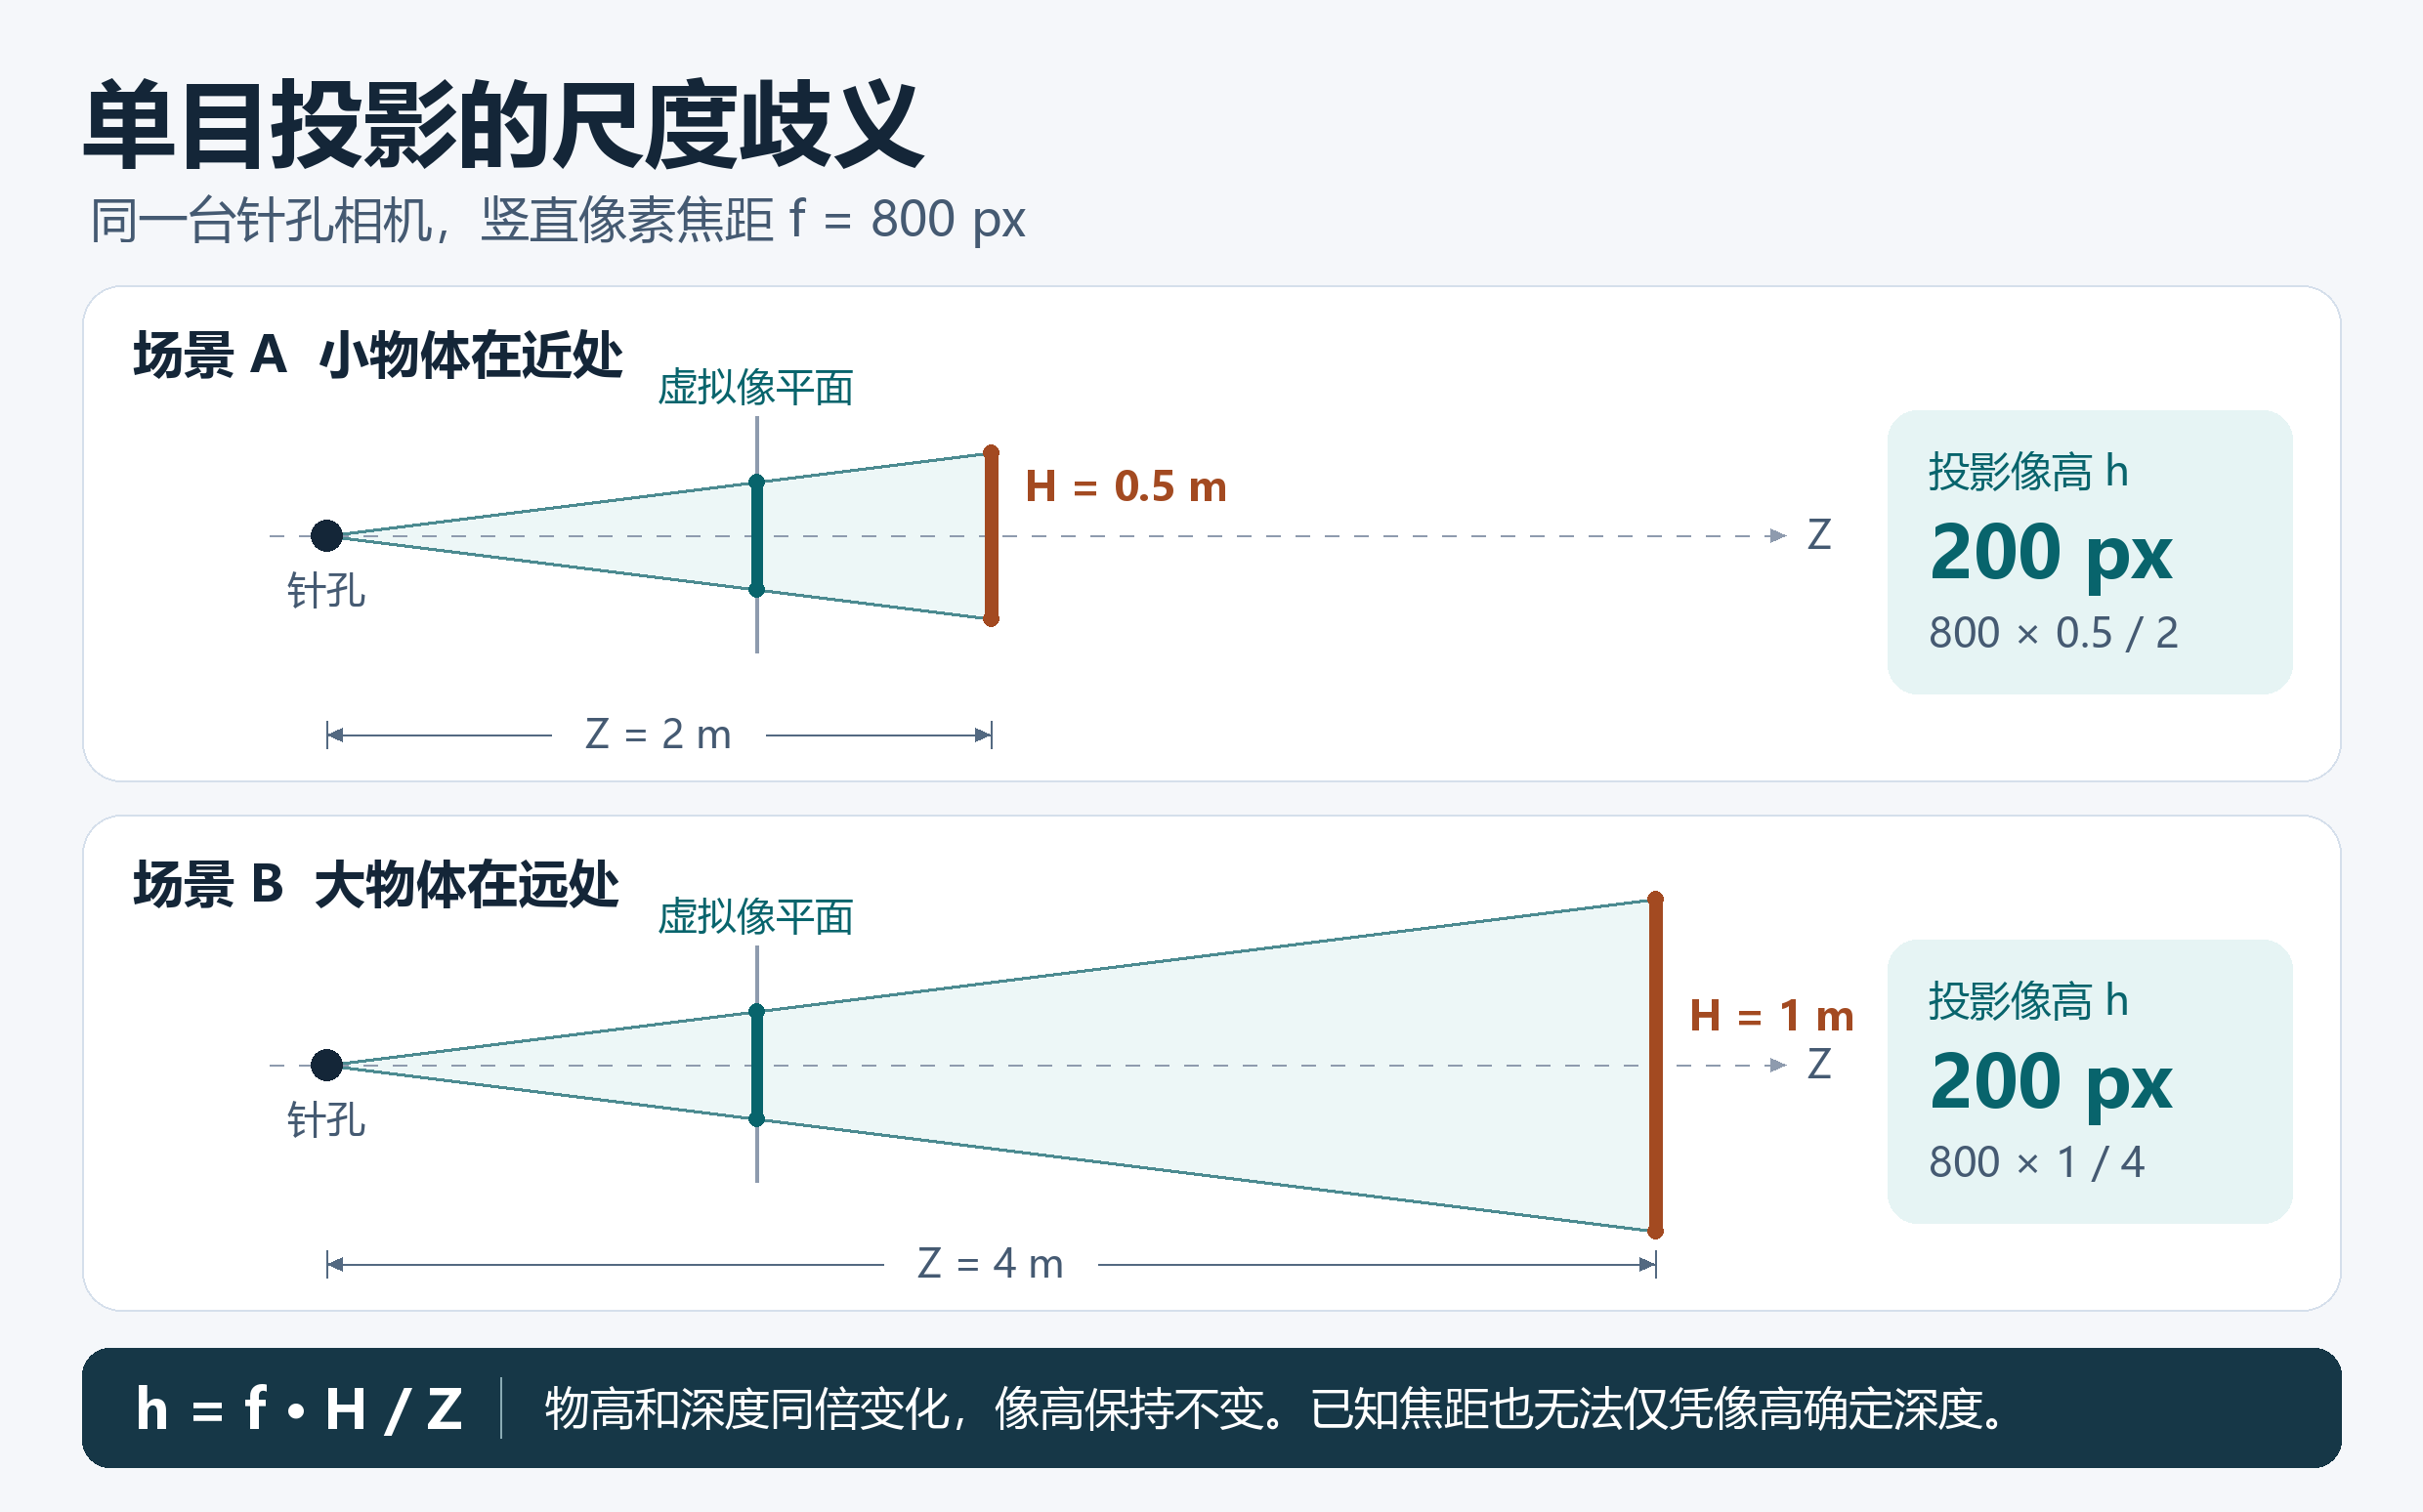 单目投影的尺度歧义
同一台针孔相机，竖直像素焦距 f = 800 px
场景 A 小物体在近处
虚拟像平面
H = 0.5 m
Z
针孔
Z = 2 m
投影像高 h
200 px
800 × 0.5 / 2
场景 B 大物体在远处
虚拟像平面
H = 1 m
Z
针孔
Z = 4 m
投影像高 h
200 px
800 × 1 / 4
h = f • H / Z
物高和深度同倍变化，像高保持不变。已知焦距也无法仅凭像高确定深度。